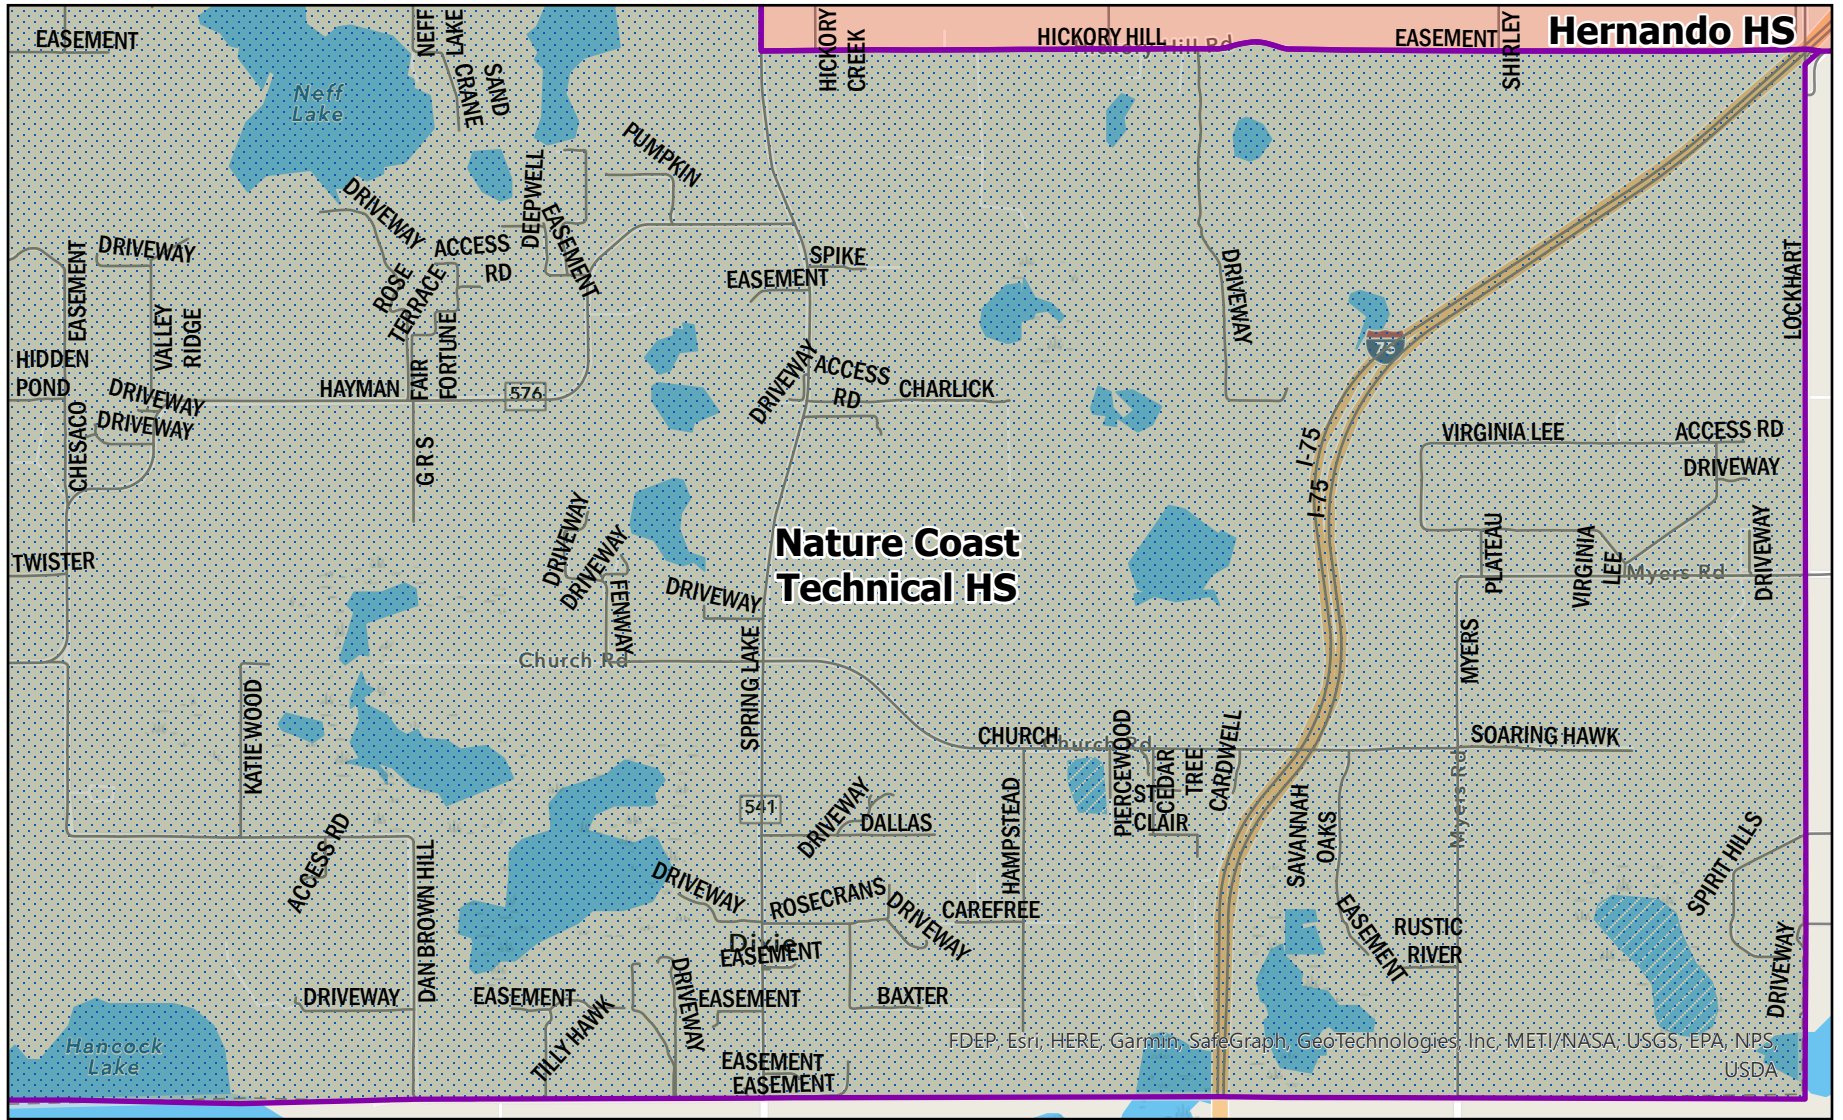 EASEMENT
NEFF
LAKE
HICKORY
CREEK
HICKORY HILL
Hickory Hill Rd
EASEMENT
SHIRLEY
Hernando HS
Neff
Lake
SAND
CRANE
PUMPKIN
DRIVEWAY
DEEPWELL
EASEMENT
ACCESS
RD
DRIVEWAY
EASEMENT
VALLEY
RIDGE
ROSE
TERRACE
SPIKE
EASEMENT
DRIVEWAY
LOCKHART
HIDDEN
POND
DRIVEWAY
DRIVEWAY
CHESACO
HAYMAN
FAIR
FORTUNE
576
DRIVEWAY
ACCESS
RD
CHARLICK
75
I-75
I-75
G R S
VIRGINIA LEE
ACCESS RD
DRIVEWAY
TWISTER
DRIVEWAY
DRIVEWAY
FENWAY
DRIVEWAY
Nature Coast
Technical HS
PLATEAU
VIRGINIA
LEE
Myers Rd
DRIVEWAY
Church Rd
SPRING LAKE
MYERS
KATIE WOOD
CHURCH
Church Rd
PIERCEWOOD
CEDAR
TREE
CARDWELL
SOARING HAWK
Myers Rd
ST
CLAIR
541
DRIVEWAY
DALLAS
HAMPSTEAD
SAVANNAH
OAKS
SPIRIT HILLS
ACCESS RD
DAN BROWN HILL
DRIVEWAY
ROSECRANS
DRIVEWAY
CAREFREE
EASEMENT
RUSTIC
RIVER
Dixie
EASEMENT
DRIVEWAY
DRIVEWAY
EASEMENT
TILLY HAWK
DRIVEWAY
EASEMENT
BAXTER
Hancock
Lake
EASEMENT
EASEMENT
FDEP, Esri, HERE, Garmin, SafeGraph, GeoTechnologies, Inc, METI/NASA, USGS, EPA, NPS,
USDA